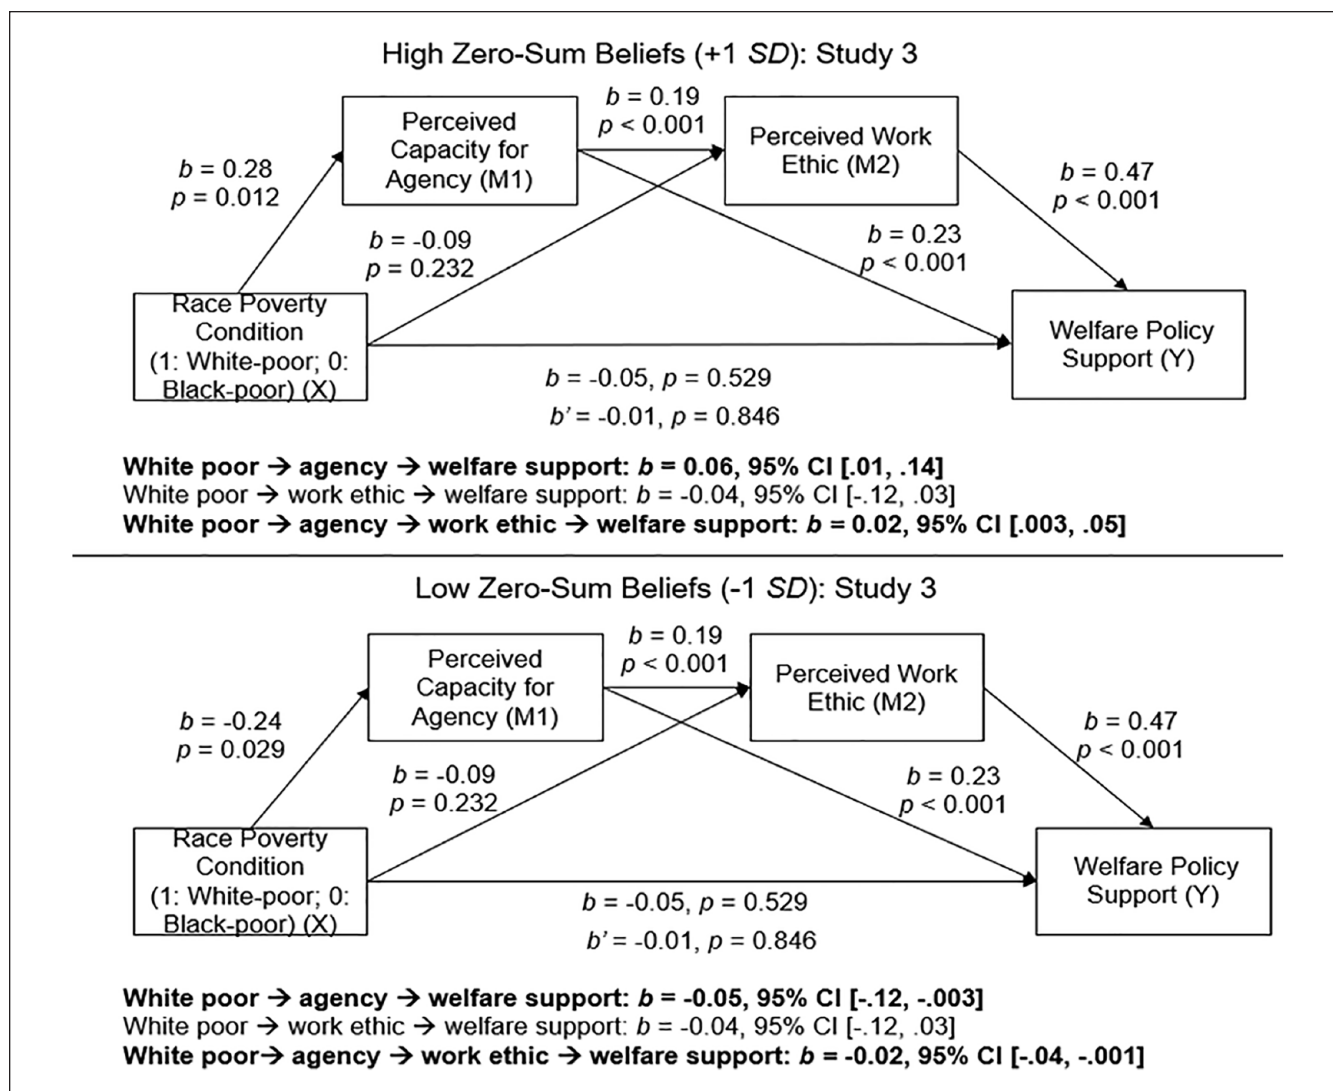 High Zero-Sum Beliefs (+1 SD): Study 3
b = 0.19
p < 0.001
Perceived
Capacity for
Agency (M1)
Perceived Work
Ethic (M2)
b = 0.28
p = 0.012
b = 0.47
p < 0.001
b = -0.09
p = 0.232
b = 0.23
p < 0.001
Race Poverty
Condition
(1: White-poor; 0:
Black-poor) (X)
Welfare Policy
Support (Y)
b = -0.05, p = 0.529
b’ = -0.01, p = 0.846
White poor → agency → welfare support: b = 0.06, 95% CI [.01, .14]
White poor → work ethic → welfare support: b = -0.04, 95% CI [-.12, .03]
White poor → agency → work ethic → welfare support: b = 0.02, 95% CI [.003, .05]
Low Zero-Sum Beliefs (-1 SD): Study 3
b = 0.19
p < 0.001
Perceived
Capacity for
Agency (M1)
Perceived Work
Ethic (M2)
b = -0.24
p = 0.029
b = 0.47
p < 0.001
b = -0.09
p = 0.232
b = 0.23
p < 0.001
Race Poverty
Condition
(1: White-poor; 0:
Black-poor) (X)
Welfare Policy
Support (Y)
b = -0.05, p = 0.529
b’ = -0.01, p = 0.846
White poor → agency → welfare support: b = -0.05, 95% CI [-.12, -.003]
White poor → work ethic → welfare support: b = -0.04, 95% CI [-.12, .03]
White poor→ agency → work ethic → welfare support: b = -0.02, 95% CI [-.04, -.001]